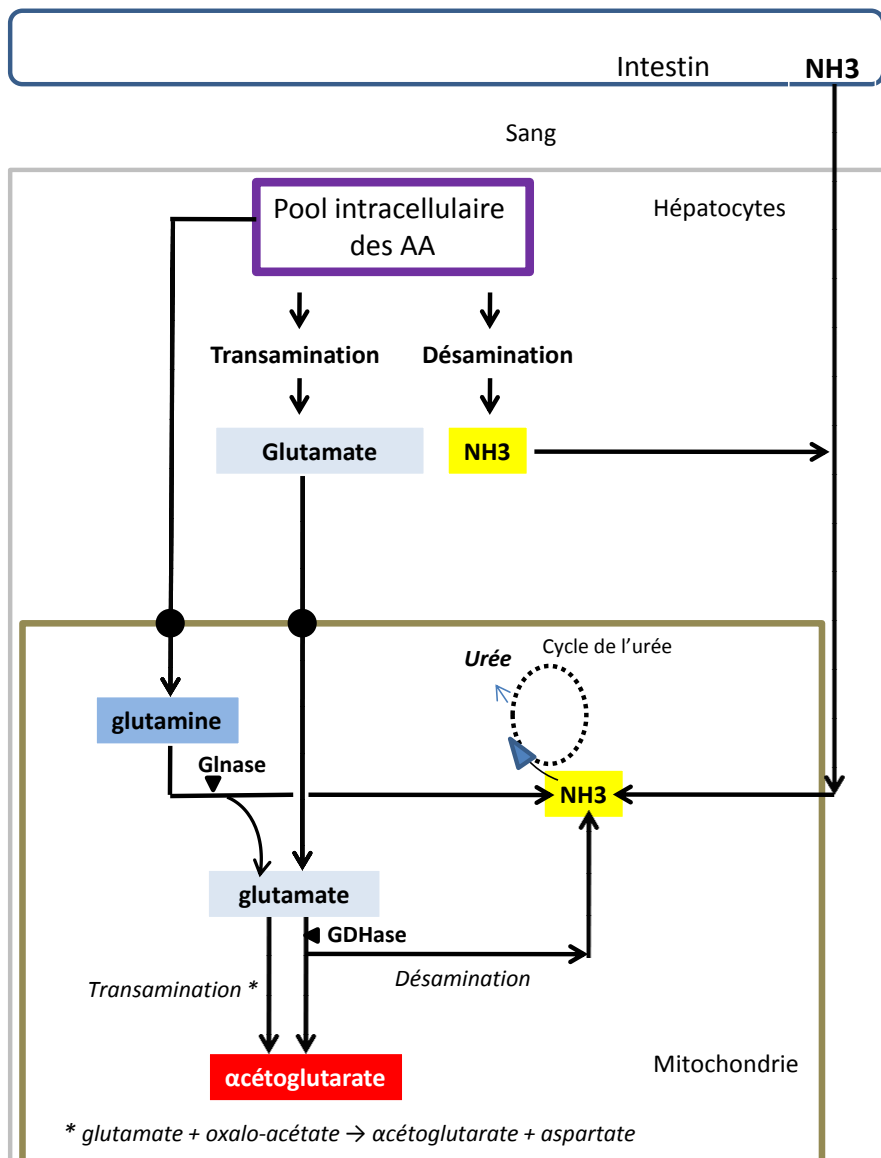 Intestin
NH3
Sang
Hépatocytes
Pool intracellulaire
des AA
Transamination
Désamination
Glutamate
NH3
Cycle de l'urée
Urée
glutamine
Glnase
NH3
glutamate
GDHase
Désamination
Transamination *
αcétoglutarate
Mitochondrie
* glutamate + oxalo-acétate → αcétoglutarate + aspartate